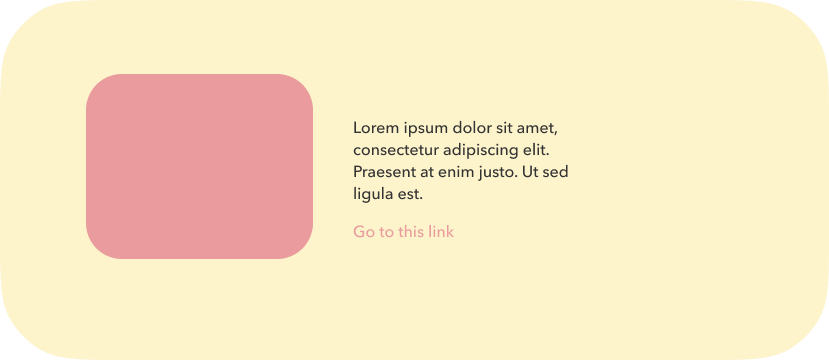 Lorem ipsum dolor sit amet,
consectetur adipiscing elit.
Praesent at enim justo. Ut sed
ligula est.
Go to this link